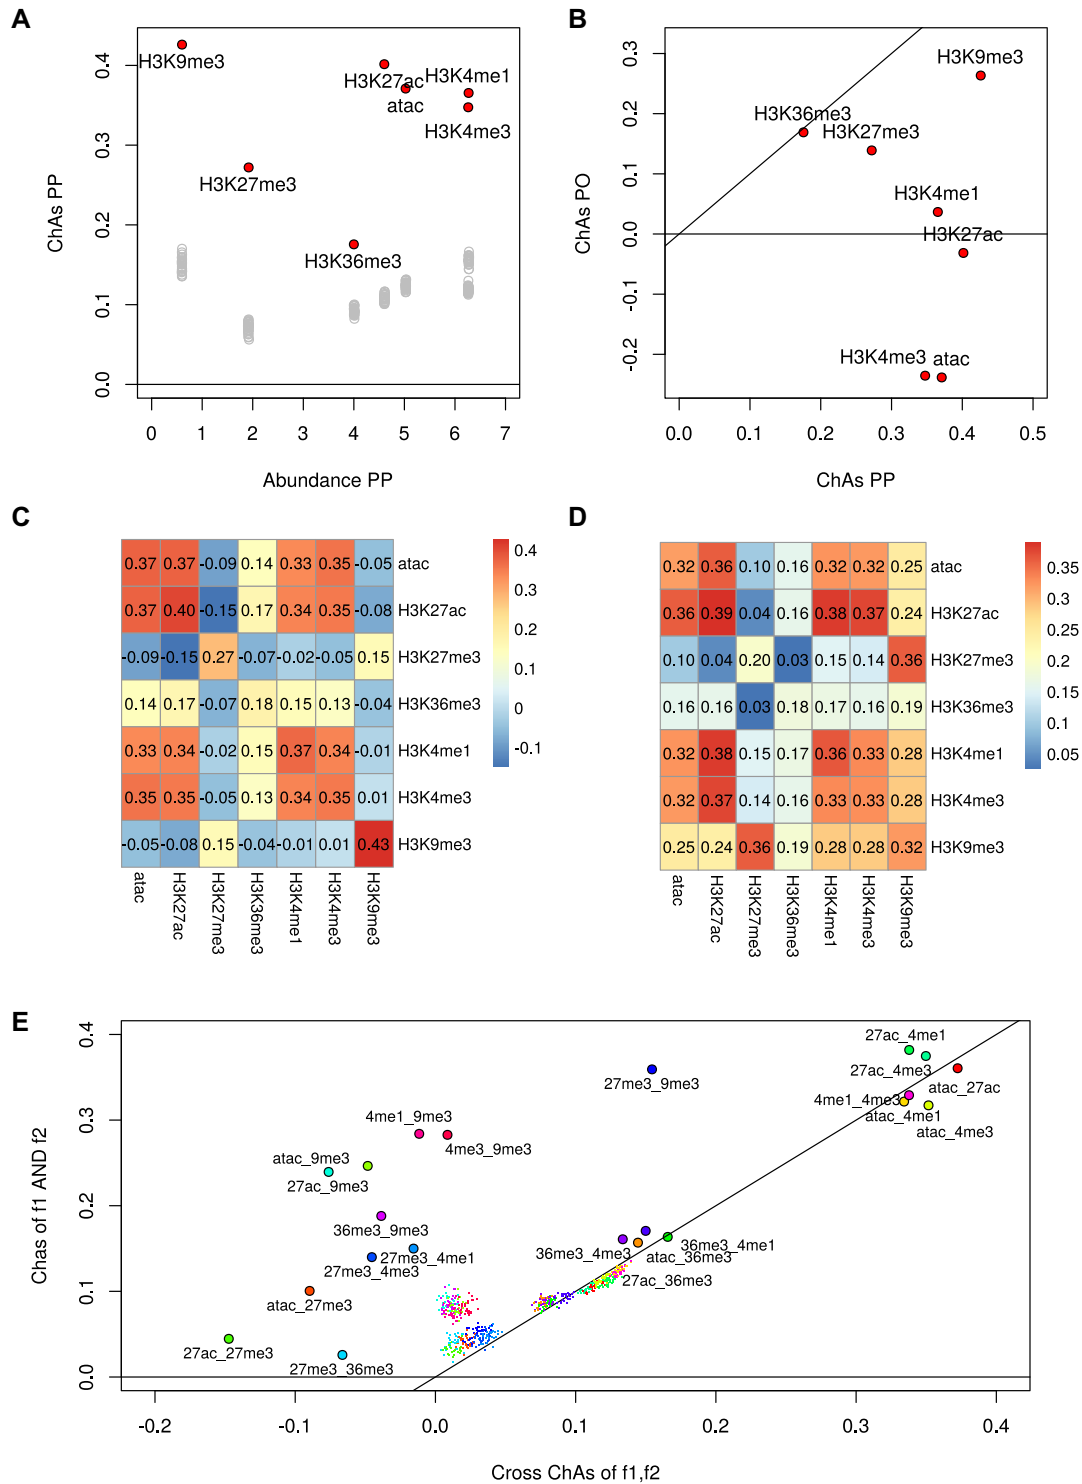 A
ChAs PP
0.4
0.3
0.2
0.1
0.0
H3K9me3
H3K27ac
H3K4me1
atac
H3K4me3
H3K27me3
H3K36me3
0 1 2 3 4 5 6 7
Abundance PP
B
ChAs PO
0.3
0.2
0.1
0.0
-0.1
-0.2
H3K9me3
H3K36me3
H3K27me3
H3K4me1
H3K27ac
H3K4me3 atac
0.0 0.1 0.2 0.3 0.4 0.5
ChAs PP
C
0.37 0.37 -0.09 0.14 0.33 0.35 -0.05 atac
0.37 0.40 -0.15 0.17 0.34 0.35 -0.08 H3K27ac
-0.09 -0.15 0.27 -0.07 -0.02 -0.05 0.15 H3K27me3
0.14 0.17 -0.07 0.18 0.15 0.13 -0.04 H3K36me3
0.33 0.34 -0.02 0.15 0.37 0.34 -0.01 H3K4me1
0.35 0.35 -0.05 0.13 0.34 0.35 0.01 H3K4me3
-0.05 -0.08 0.15 -0.04 -0.01 0.01 0.43 H3K9me3
atac H3K27ac H3K27me3 H3K36me3 H3K4me1 H3K4me3 H3K9me3
0.4
0.3
0.2
0.1
0
-0.1
D
0.32 0.36 0.10 0.16 0.32 0.32 0.25 atac
0.36 0.39 0.04 0.16 0.38 0.37 0.24 H3K27ac
0.10 0.04 0.20 0.03 0.15 0.14 0.36 H3K27me3
0.16 0.16 0.03 0.18 0.17 0.16 0.19 H3K36me3
0.32 0.38 0.15 0.17 0.36 0.33 0.28 H3K4me1
0.32 0.37 0.14 0.16 0.33 0.33 0.28 H3K4me3
0.25 0.24 0.36 0.19 0.28 0.28 0.32 H3K9me3
atac H3K27ac H3K27me3 H3K36me3 H3K4me1 H3K4me3 H3K9me3
0.35
0.3
0.25
0.2
0.15
0.1
0.05
E
Chas of f1 AND f2
0.4
0.3
0.2
0.1
0.0
27ac_4me1
27ac_4me3
atac_27ac
27me3_9me3
4me1_4me3
atac_4me1
atac_4me3
4me1_9me3
4me3_9me3
atac_9me3
27ac_9me3
36me3_9me3
27me3_4me1
27me3_4me3
36me3_4me3
36me3_4me1
atac_36me3
27ac_36me3
atac_27me3
27ac_27me3
27me3_36me3
-0.2 -0.1 0.0 0.1 0.2 0.3 0.4
Cross ChAs of f1,f2